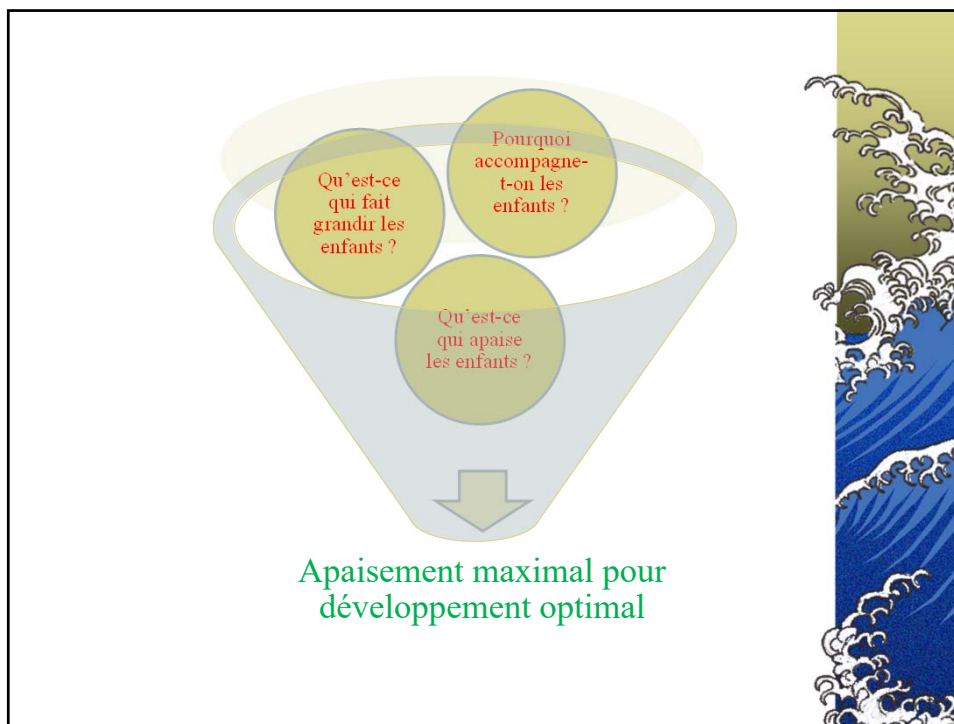 Qu'est-ce
qui fait
grandir les
enfants ?
Pourquoi
accompagne-
t-on les
enfants ?
Qu'est-ce
qui apaise
les enfants ?
Apaisement maximal pour
développement optimal